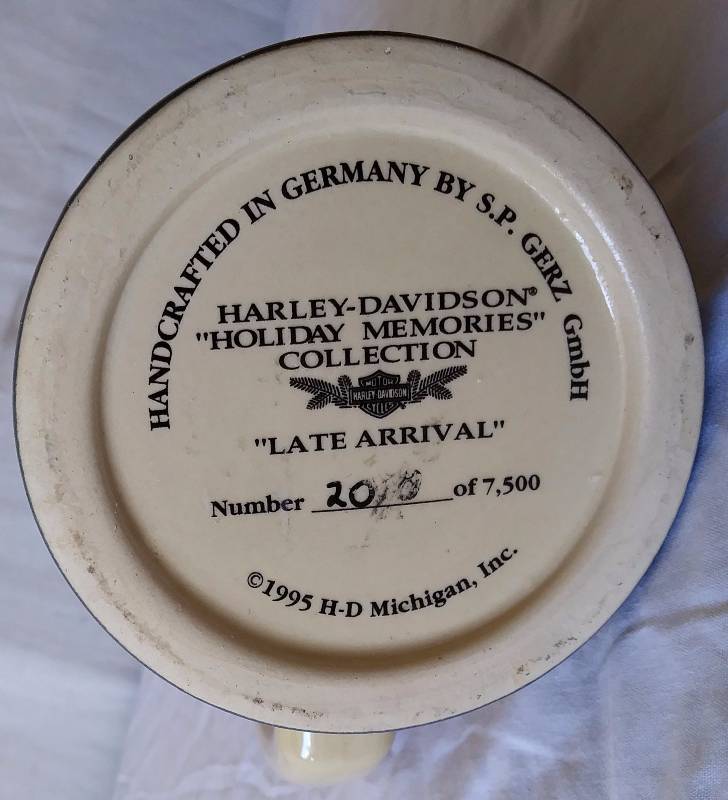 HANDCRAFTED IN GERMANY BY S.P. GERZ GmbH
HARLEY-DAVIDSON®
"HOLIDAY MEMORIES"
COLLECTION
MOTOR
HARLEY-DAVIDSON
CYCLES
"LATE ARRIVAL"
Number of 7,500
©1995 H-D Michigan, Inc.